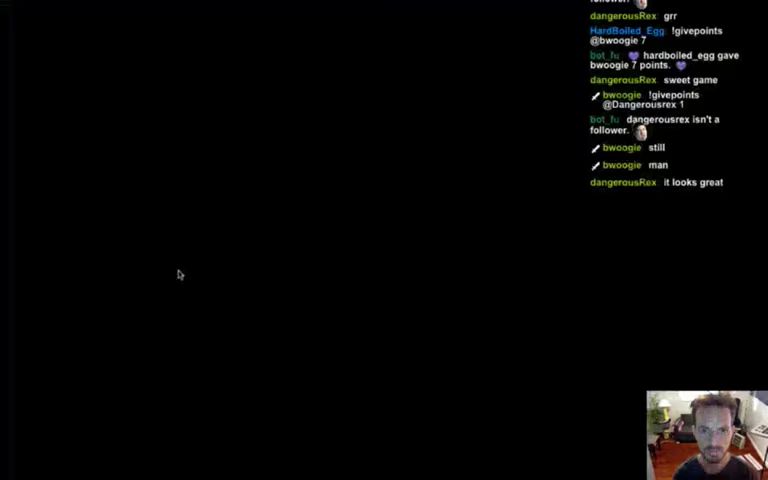 follower.
dangerousRex grr
HardBoiled_Egg !givepoints
@bwoogie 7
bot_fu hardboiled_egg gave
bwoogie 7 points.
dangerousRex sweet game
bwoogie !givepoints
@Dangerousrex 1
bot_fu dangerousrex isn't a
follower.
bwoogie still
bwoogie man
dangerousRex it looks great